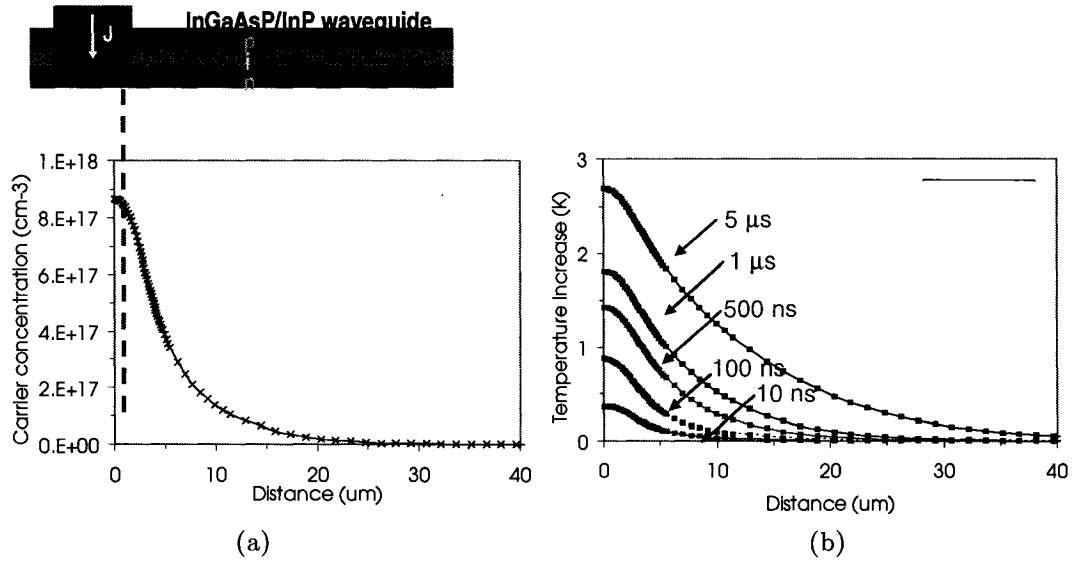 InGaAsP/InP waveguide
J
p
i
n
Carrier concentration (cm-3)
1.E+18
8.E+17
6.E+17
4.E+17
2.E+17
0.E+00
0 10 20 30 40
Distance (um)
(a)
Temperature Increase (K)
3
2
1
0
5 µs
1 µs
500 ns
100 ns
10 ns
0 10 20 30 40
Distance (um)
(b)